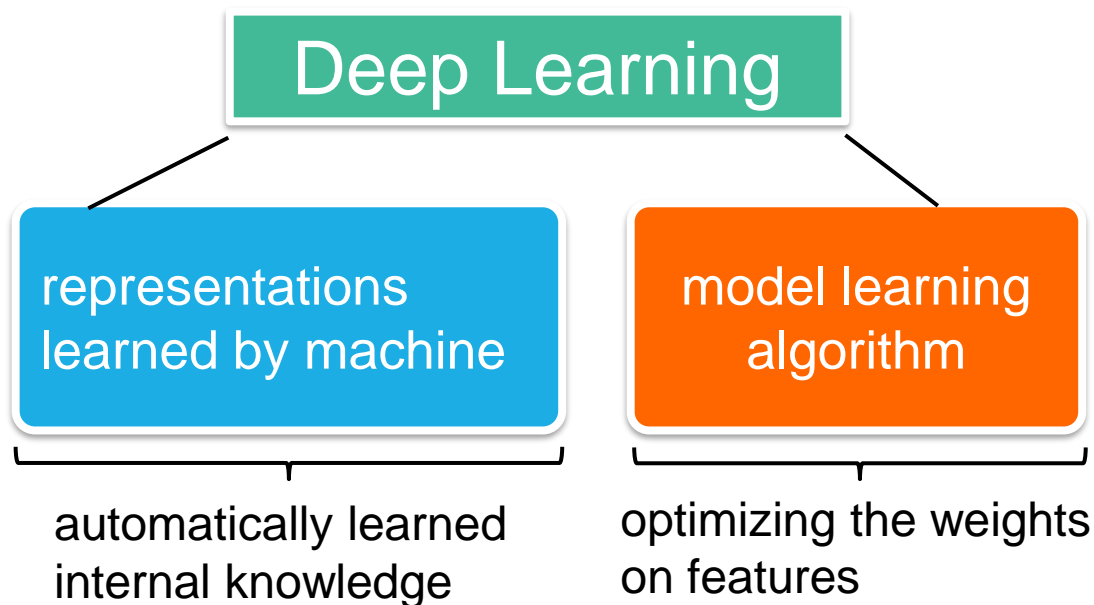 Deep Learning
representations
learned by machine
model learning
algorithm
automatically learned
internal knowledge
optimizing the weights
on features